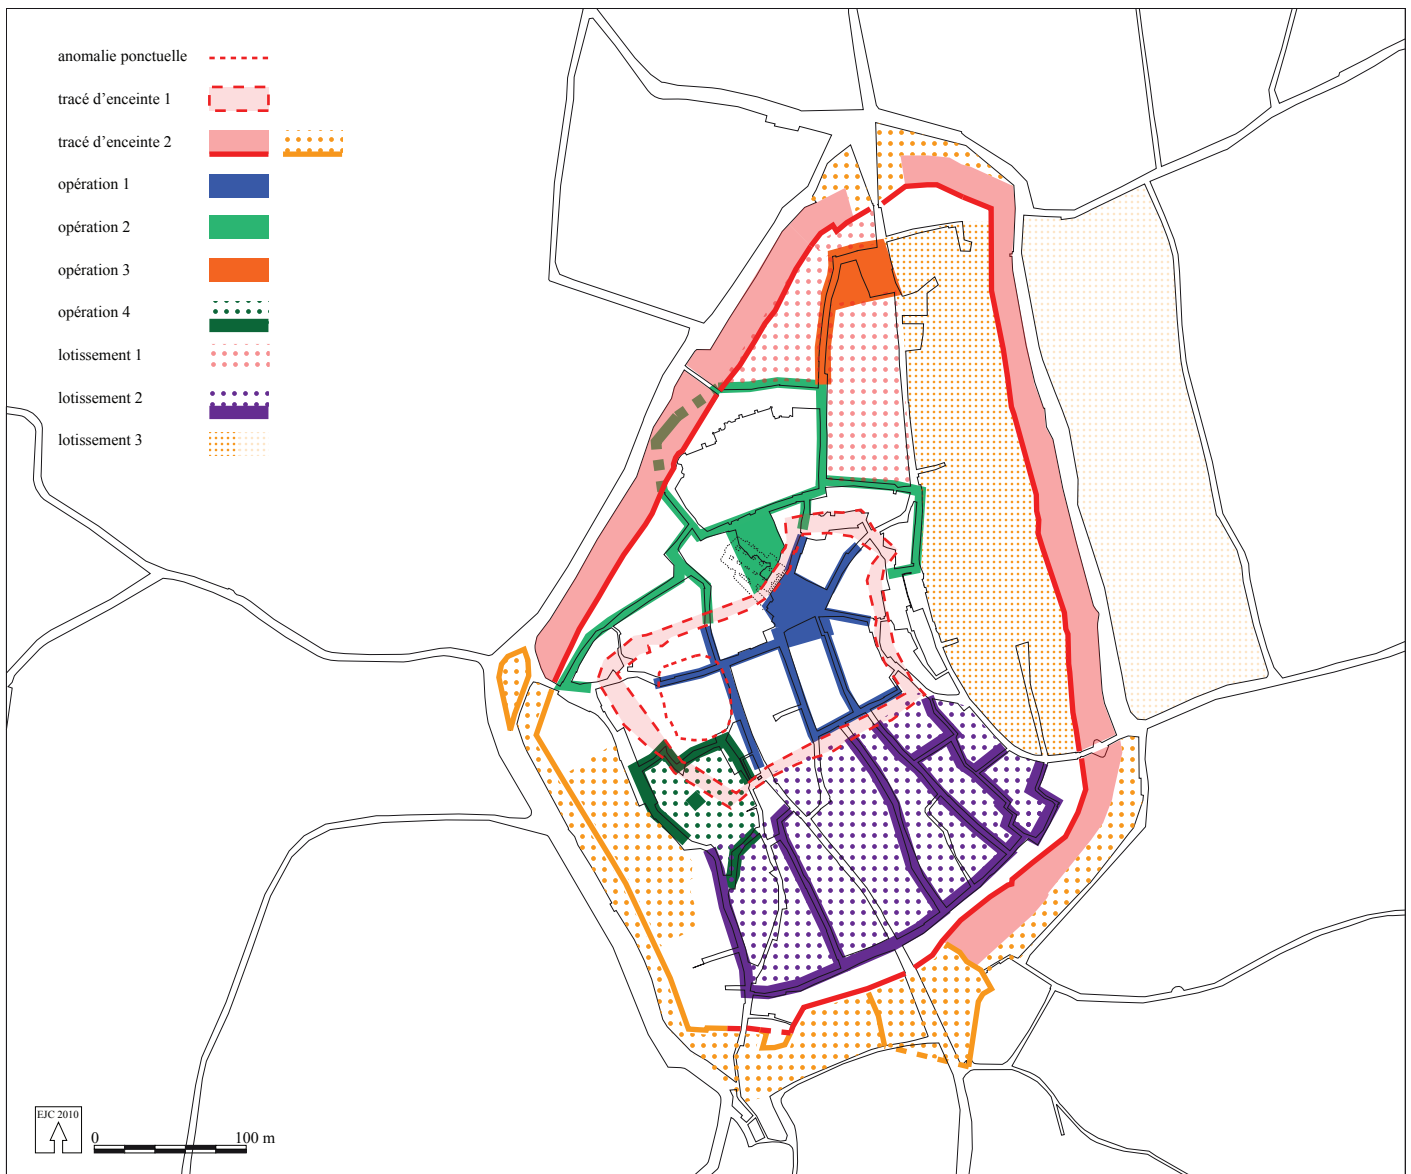 anomalie ponctuelle
tracé d'enceinte 1
tracé d'enceinte 2
opération 1
opération 2
opération 3
opération 4
lotissement 1
lotissement 2
lotissement 3
EJC 2010
0 100 m